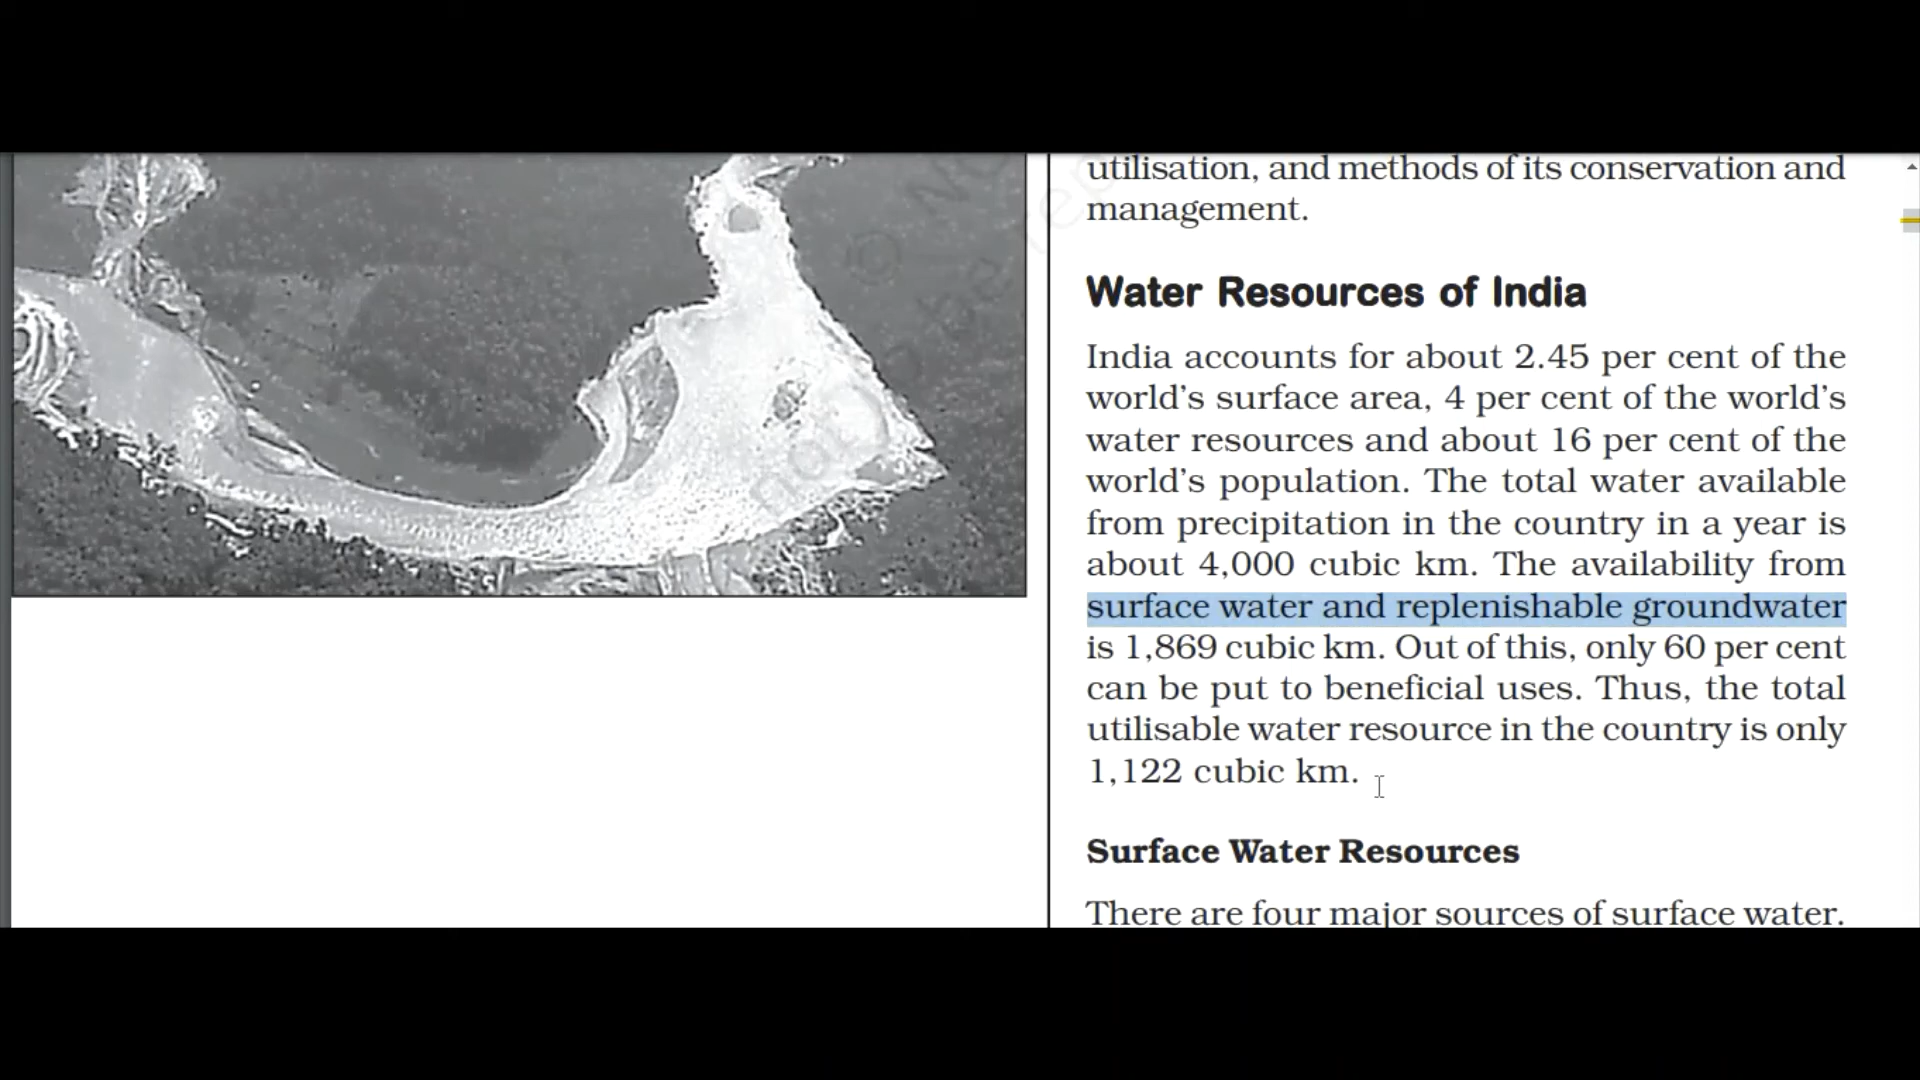 utilisation, and methods of its conservation and
management.
Water Resources of India
India accounts for about 2.45 per cent of the
world's surface area, 4 per cent of the world's
water resources and about 16 per cent of the
world's population. The total water available
from precipitation in the country in a year is
about 4,000 cubic km. The availability from
surface water and replenishable groundwater
is 1,869 cubic km. Out of this, only 60 per cent
can be put to beneficial uses. Thus, the total
utilisable water resource in the country is only
1,122 cubic km.
Surface Water Resources
There are four major sources of surface water.